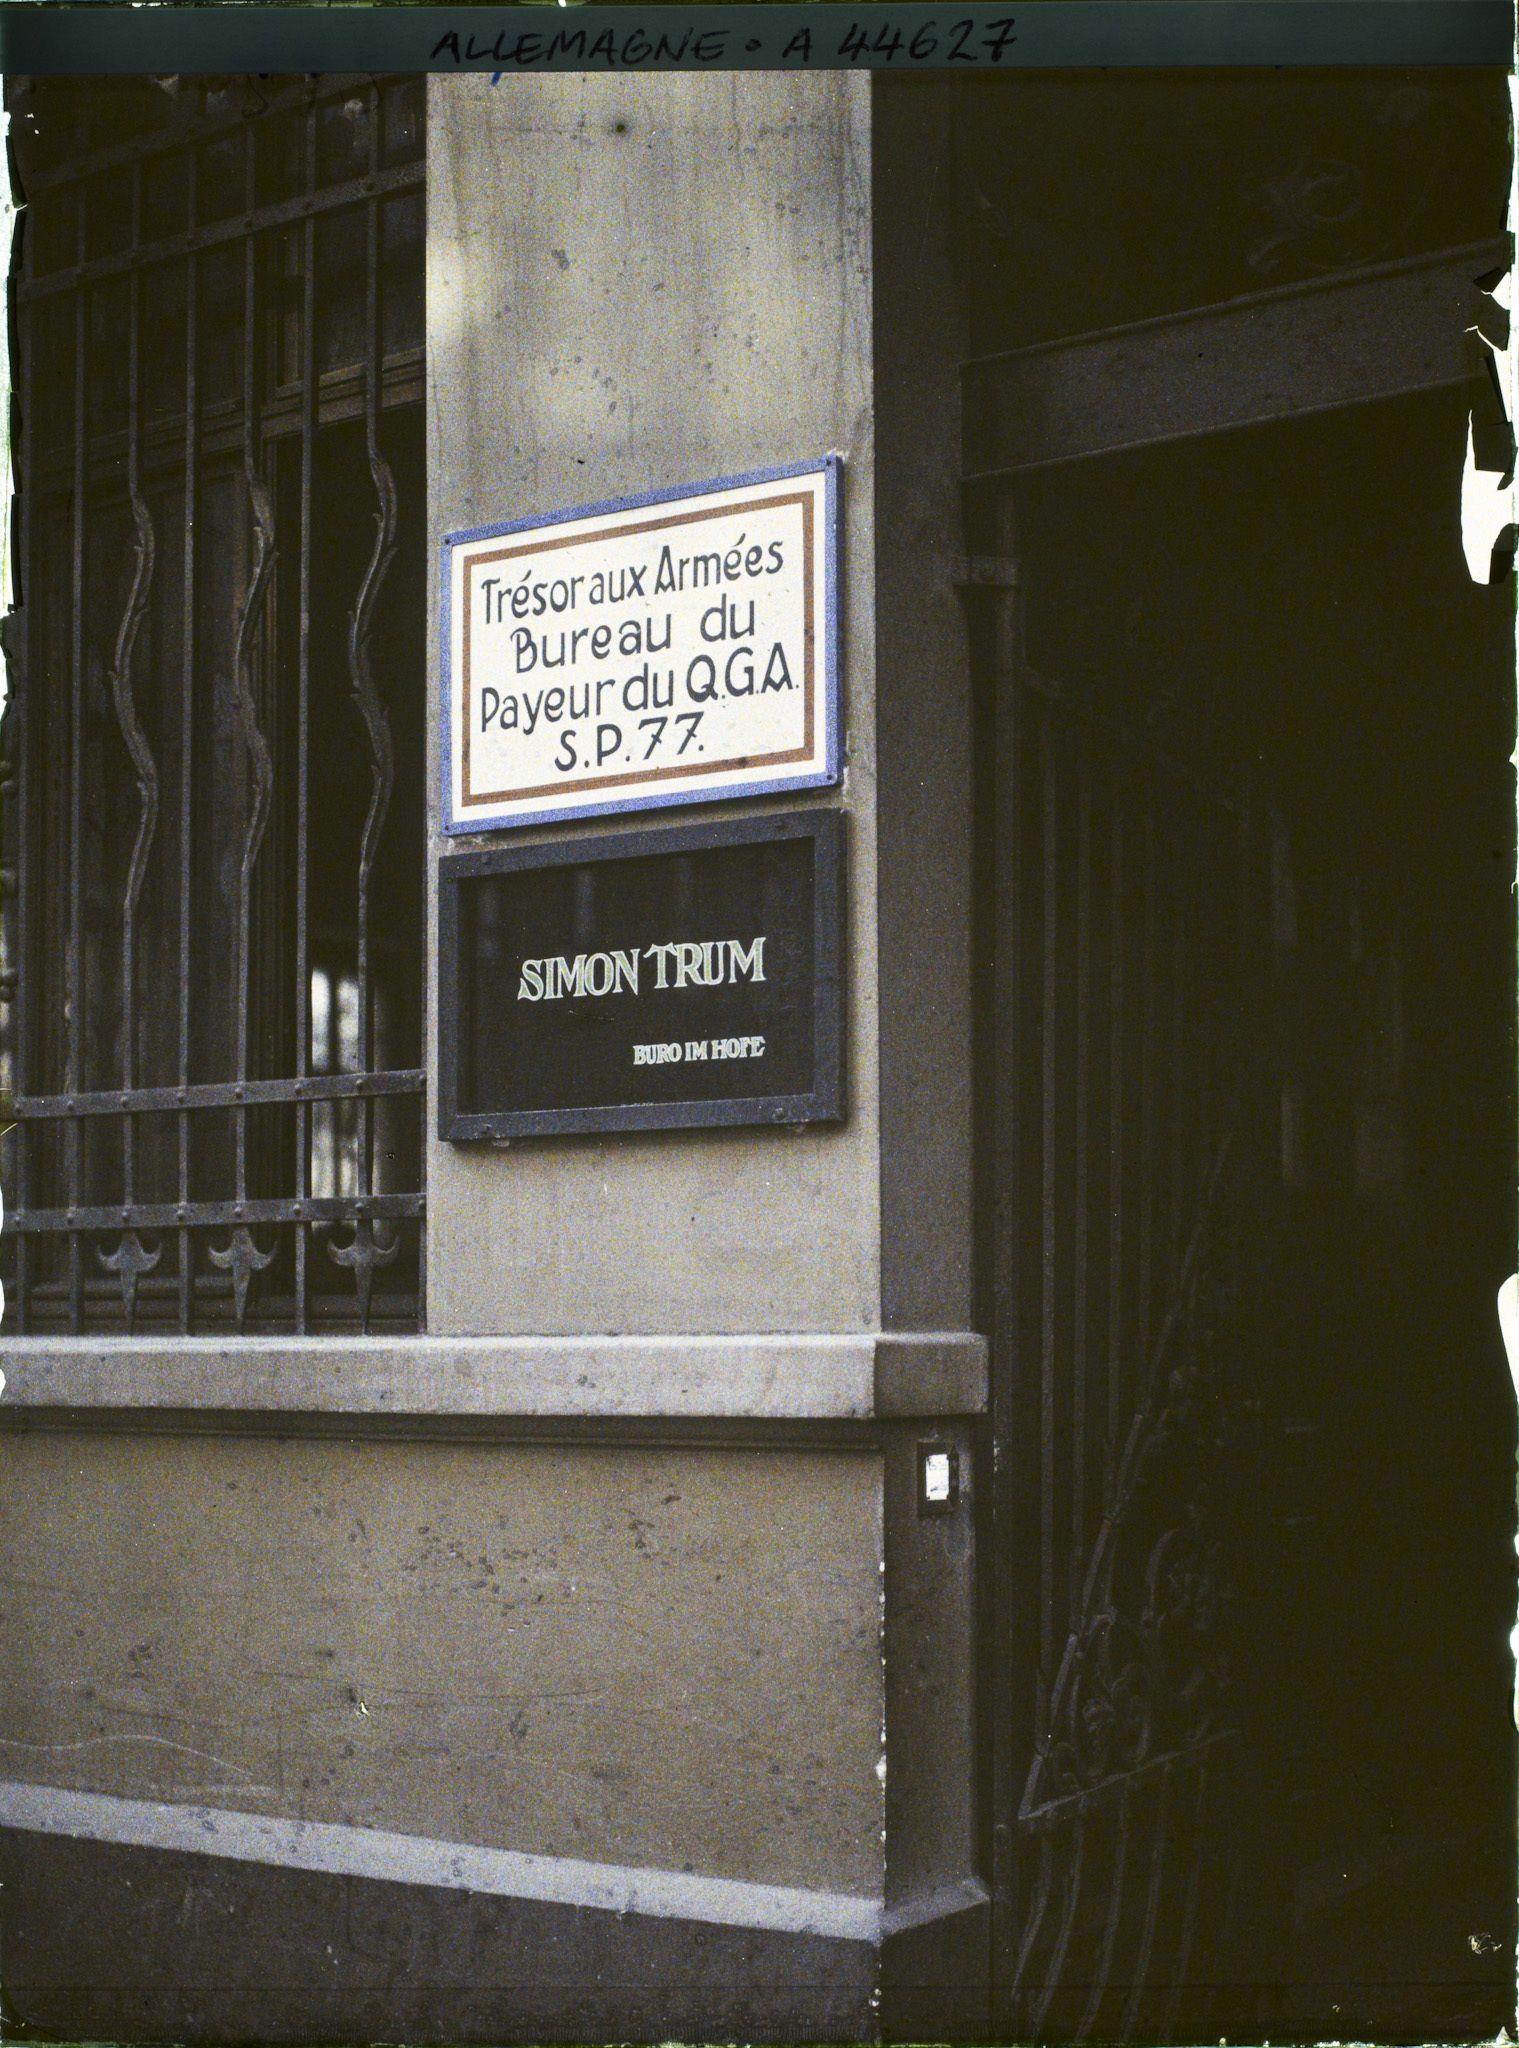 ALLEMAGNE • A 44627
Trésor aux Armées
Bureau du
Payeur du Q.G.A.
S.P. 77.
SIMON TRUM
BURO IM HOFE